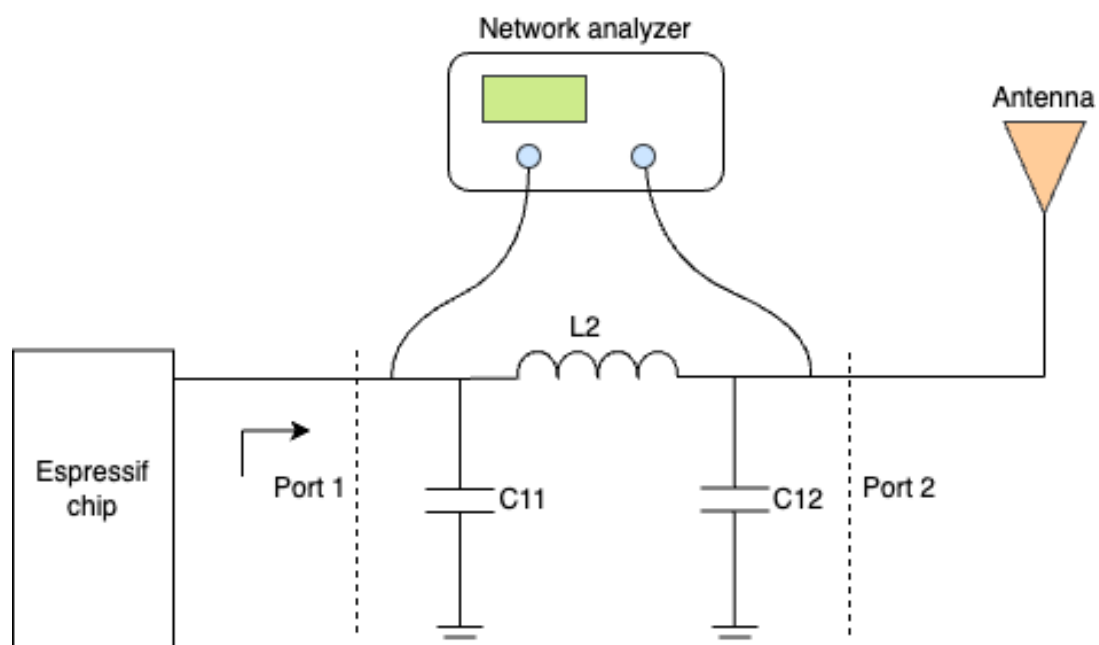 Network analyzer
Antenna
L2
Espressif
chip
Port 1
C11
C12
Port 2